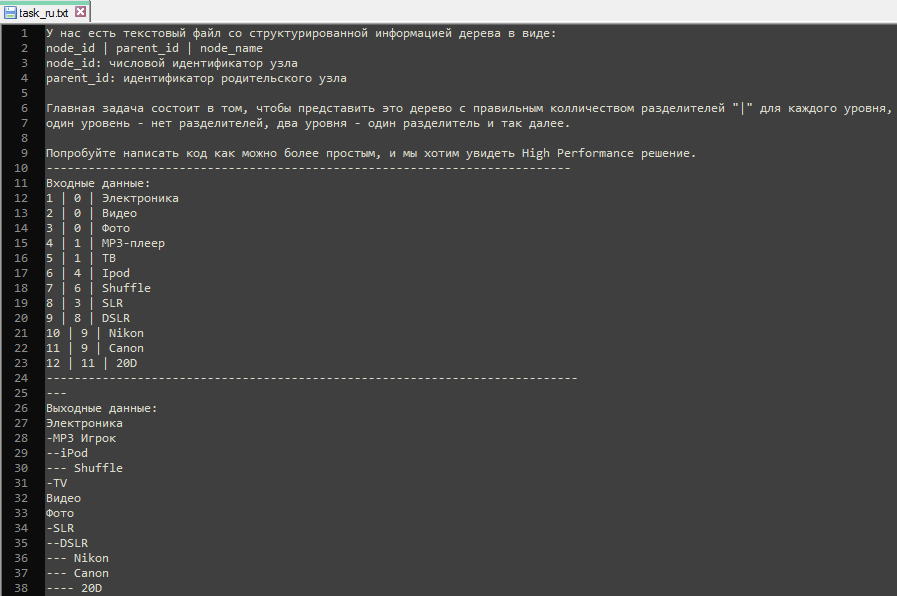 task_ru.txt
1 У нас есть текстовый файл со структурированной информацией дерева в виде:
2 node_id | parent_id | node_name
3 node_id: числовой идентификатор узла
4 parent_id: идентификатор родительского узла
5
6 Главная задача состоит в том, чтобы представить это дерево с правильным колличеством разделителей "|" для каждого уровня,
7 один уровень - нет разделителей, два уровня - один разделитель и так далее.
8
9 Попробуйте написать код как можно более простым, и мы хотим увидеть High Performance решение.
10 ---------------------------------------------------------------------------
11 Входные данные:
12 1 | 0 | Электроника
13 2 | 0 | Видео
14 3 | 0 | Фото
15 4 | 1 | MP3-плеер
16 5 | 1 | ТВ
17 6 | 4 | Ipod
18 7 | 6 | Shuffle
19 8 | 3 | SLR
20 9 | 8 | DSLR
21 10 | 9 | Nikon
22 11 | 9 | Canon
23 12 | 11 | 20D
24 ----------------------------------------------------------------------------
25 ---
26 Выходные данные:
27 Электроника
28 -MP3 Игрок
29 --iPod
30 --- Shuffle
31 -TV
32 Видео
33 Фото
34 -SLR
35 --DSLR
36 --- Nikon
37 --- Canon
38 ---- 20D